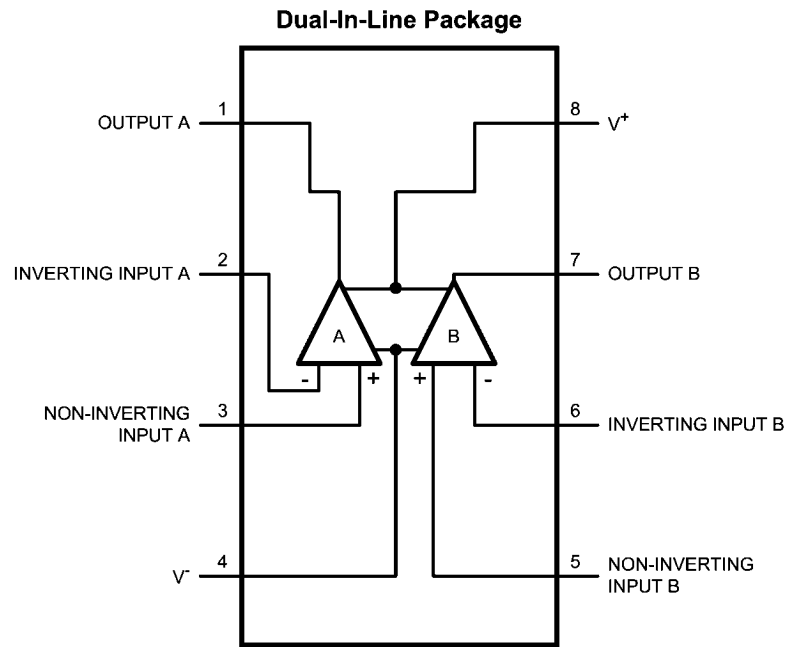 Dual-In-Line Package
1
OUTPUT A
8
V+
2
INVERTING INPUT A
7
OUTPUT B
A
B
-
+
+
-
3
NON-INVERTING
INPUT A
6
INVERTING INPUT B
4
V-
5
NON-INVERTING
INPUT B